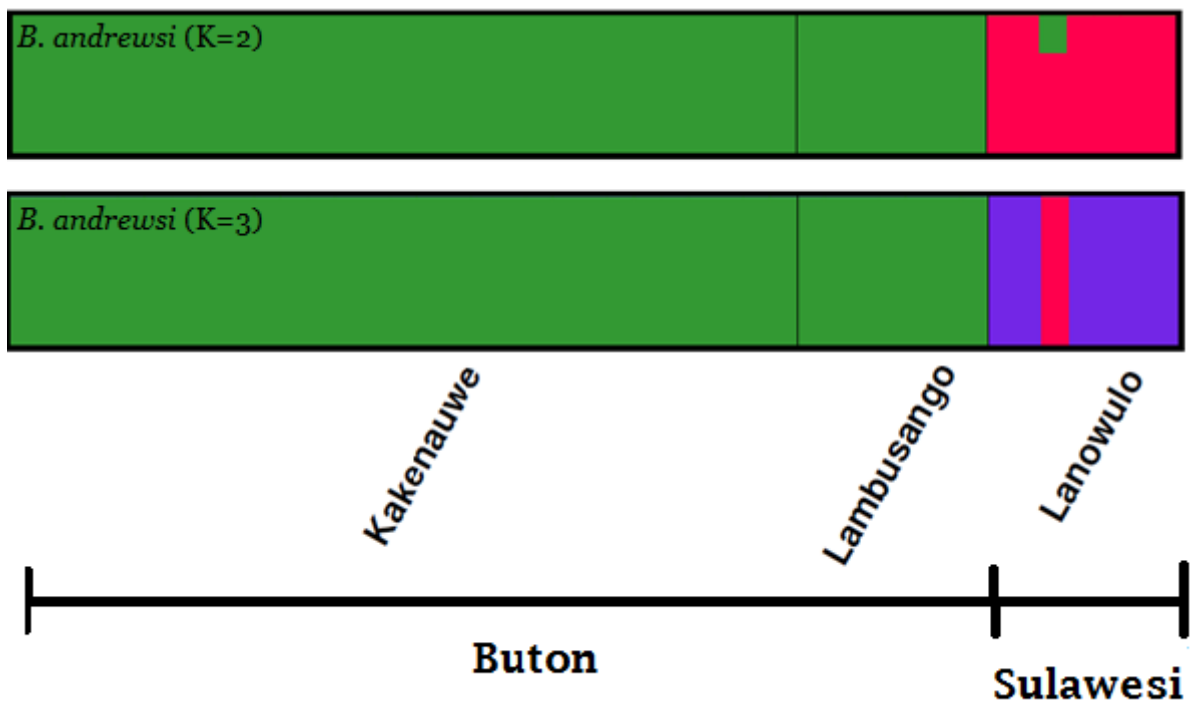 B. andrewsi (K=2)
B. andrewsi (K=3)
Kakenauwe
Lambusango
Lanowulo
Buton
Sulawesi